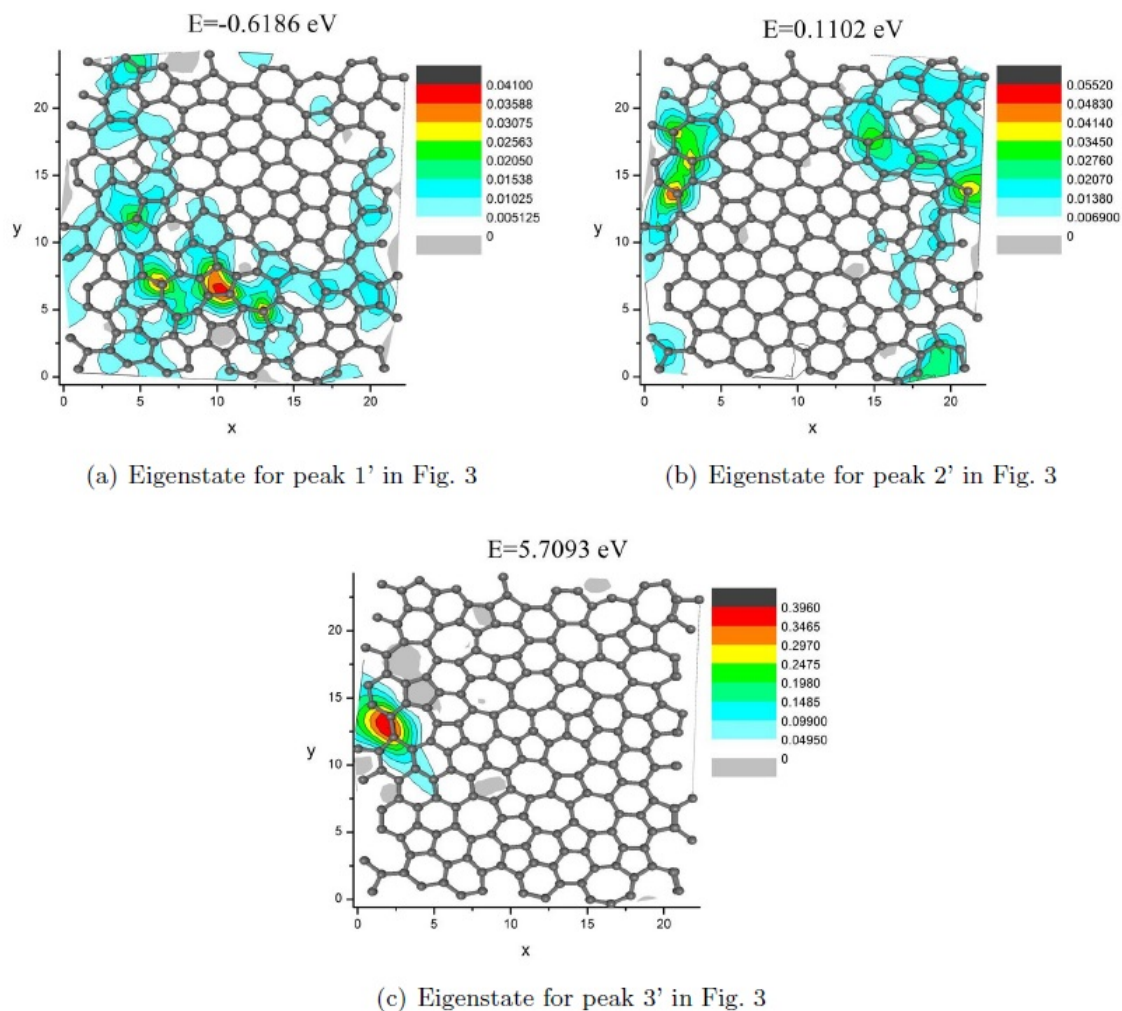 E=-0.6186 eV
E=0.1102 eV
0.04100
0.03588
0.03075
0.02563
0.02050
0.01538
0.01025
0.005125
0
0.05520
0.04830
0.04140
0.03450
0.02760
0.02070
0.01380
0.006900
0
20
15
10
5
0
y
0 5 10 15 20
x
20
15
10
5
0
y
0 5 10 15 20
x
(a) Eigenstate for peak 1' in Fig. 3
(b) Eigenstate for peak 2' in Fig. 3
E=5.7093 eV
0.3960
0.3465
0.2970
0.2475
0.1980
0.1485
0.09900
0.04950
0
20
15
10
5
0
y
0 5 10 15 20
x
(c) Eigenstate for peak 3' in Fig. 3